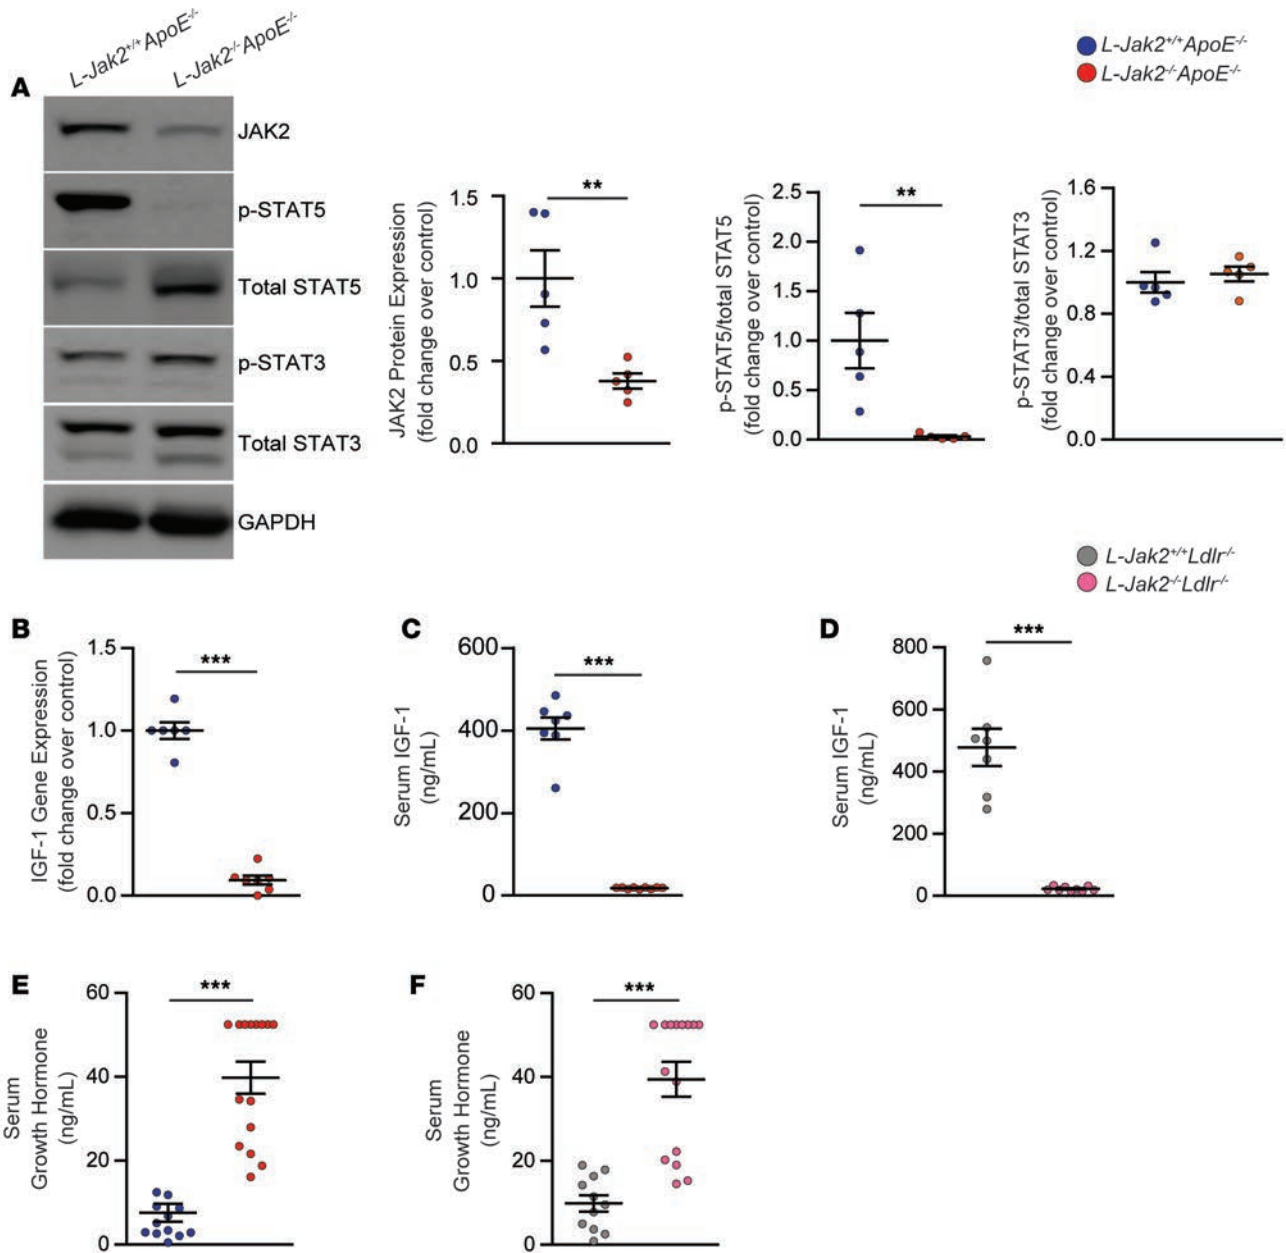 L-Jak2+/+ApoE-/-
L-Jak2-/-ApoE-/-
L-Jak2+/+ApoE-/-
L-Jak2-/-ApoE-/-
A
JAK2
p-STAT5
Total STAT5
p-STAT3
Total STAT3
GAPDH
JAK2 Protein Expression
(fold change over control)
1.5
1.0
0.5
0.0
**
p-STAT5/total STAT5
(fold change over control)
2.5
2.0
1.5
1.0
0.5
0.0
**
p-STAT3/total STAT3
(fold change over control)
1.6
1.2
0.8
0.4
0.0
L-Jak2+/+Ldlr-/-
L-Jak2-/-Ldlr-/-
B
IGF-1 Gene Expression
(fold change over control)
1.5
1.0
0.5
0.0
***
C
Serum IGF-1
(ng/mL)
600
400
200
0
***
D
Serum IGF-1
(ng/mL)
800
600
400
200
0
***
E
Serum
Growth Hormone
(ng/mL)
60
40
20
0
***
F
Serum
Growth Hormone
(ng/mL)
60
40
20
0
***